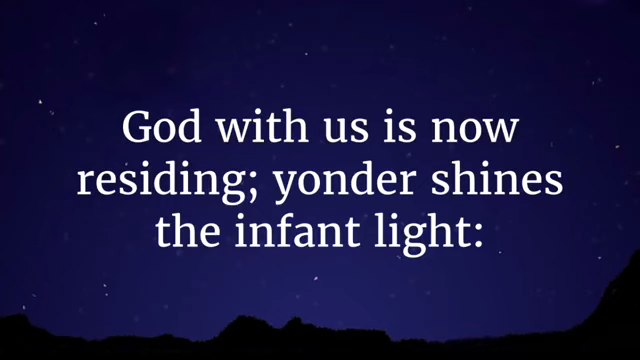 God with us is now
residing; yonder shines
the infant light: